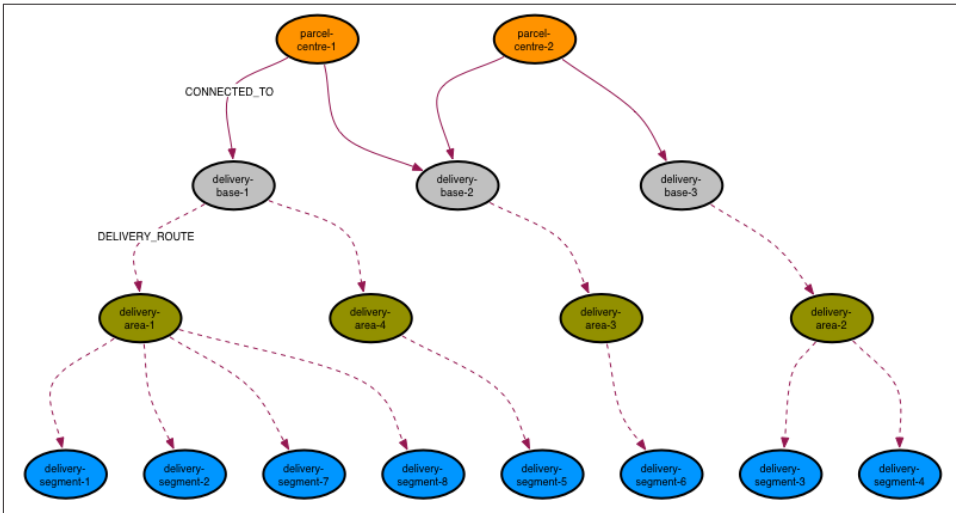 parcel-
centre-1
parcel-
centre-2
CONNECTED_TO
delivery-
base-1
delivery-
base-2
delivery-
base-3
DELIVERY_ROUTE
delivery-
area-1
delivery-
area-4
delivery-
area-3
delivery-
area-2
delivery-
segment-1
delivery-
segment-2
delivery-
segment-7
delivery-
segment-8
delivery-
segment-5
delivery-
segment-6
delivery-
segment-3
delivery-
segment-4